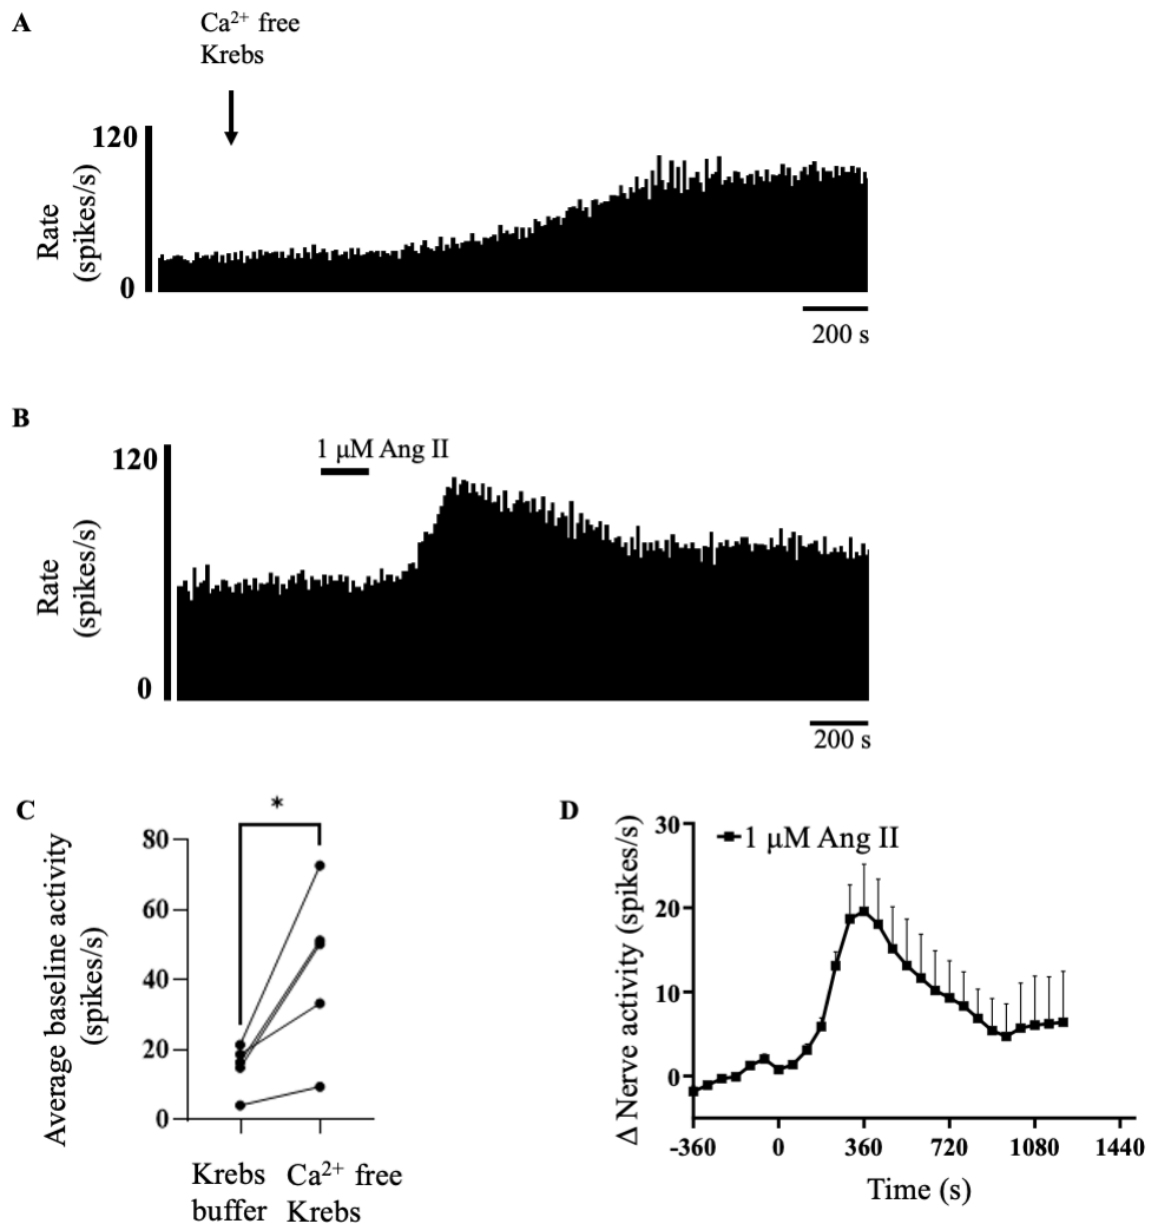 A
Ca²⁺ free
Krebs
120
Rate
(spikes/s)
0
200 s
B
1 μM Ang II
120
Rate
(spikes/s)
0
200 s
C
*
80
60
40
20
0
Average baseline activity
(spikes/s)
Krebs
buffer
Ca²⁺ free
Krebs
D
30
20
10
0
Δ Nerve activity (spikes/s)
1 μM Ang II
-360 0 360 720 1080 1440
Time (s)